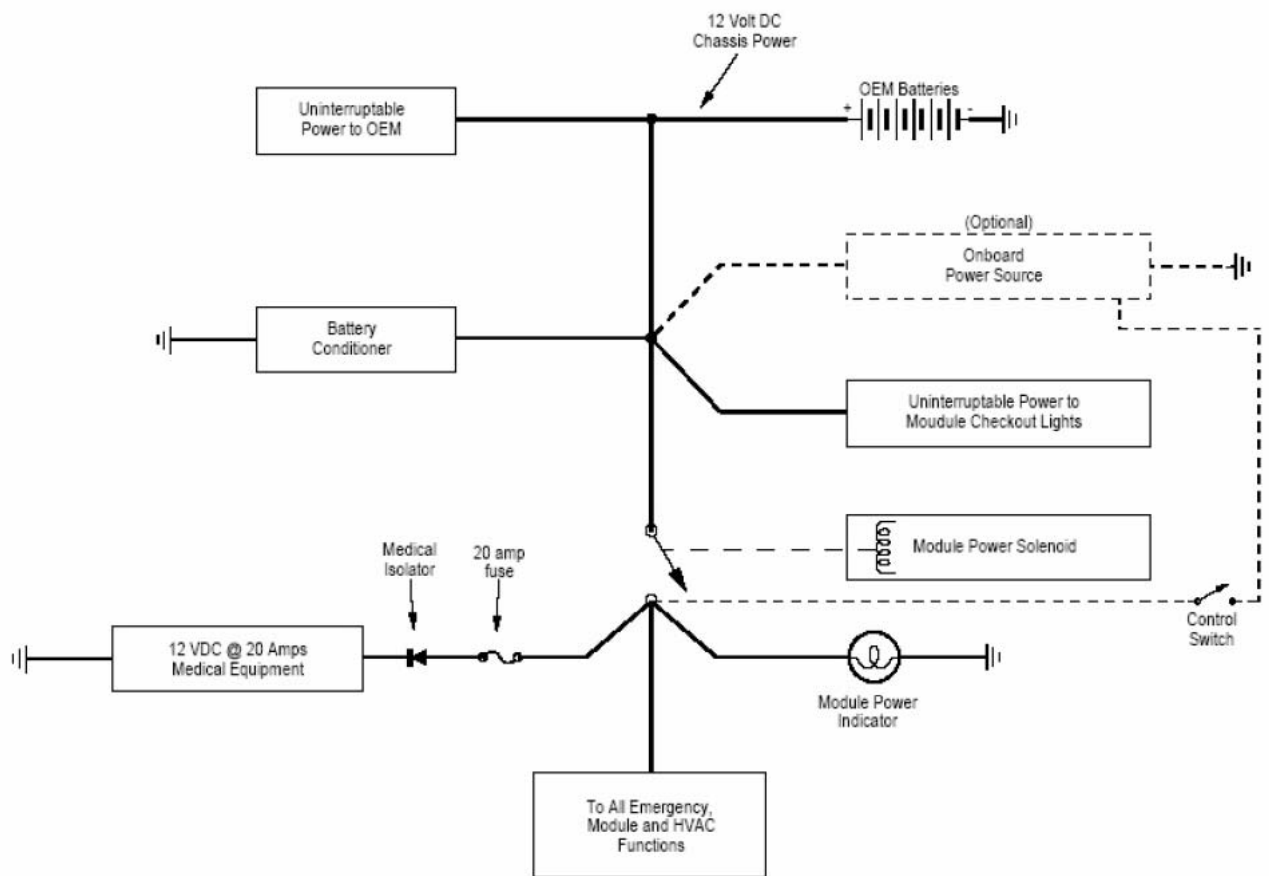 12 Volt DC
Chassis Power
Uninterruptable
Power to OEM
OEM Batteries
+
-
(Optional)
Onboard
Power Source
Battery
Conditioner
Uninterruptable Power to
Moudule Checkout Lights
Medical
Isolator
20 amp
fuse
Module Power Solenoid
Control
Switch
12 VDC @ 20 Amps
Medical Equipment
Module Power
Indicator
To All Emergency,
Module and HVAC
Functions